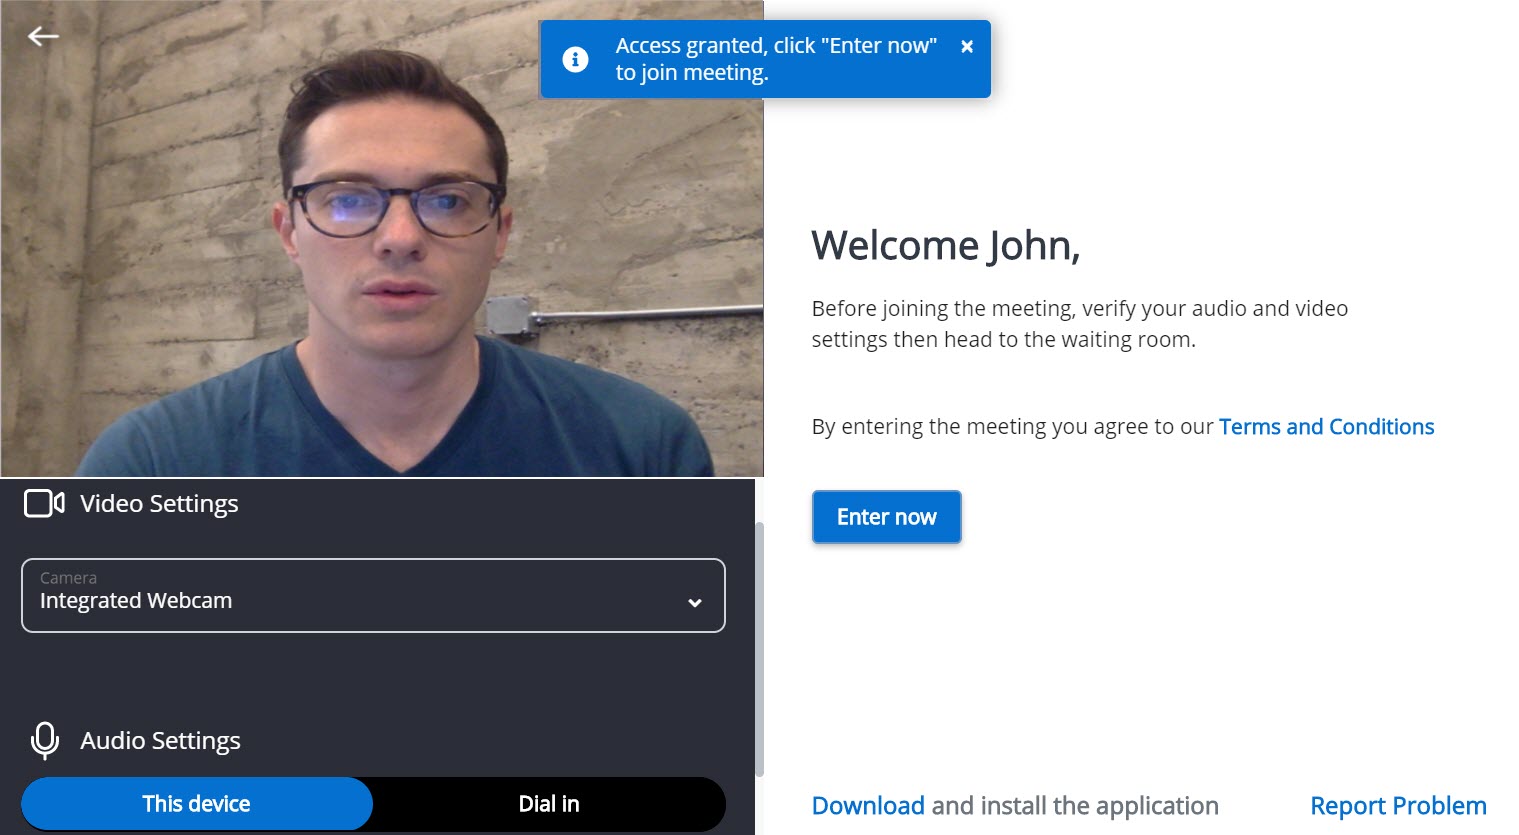 Access granted, click "Enter now"
to join meeting.
Welcome John,
Before joining the meeting, verify your audio and video
settings then head to the waiting room.
By entering the meeting you agree to our Terms and Conditions
Enter now
Video Settings
Camera
Integrated Webcam
Audio Settings
This device
Dial in
Download and install the application
Report Problem